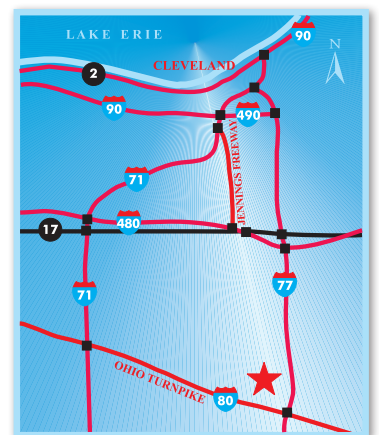 LAKE ERIE
90
N
CLEVELAND
2
90
490
JENNINGS FREEWAY
71
480
17
77
71
OHIO TURNPIKE
80